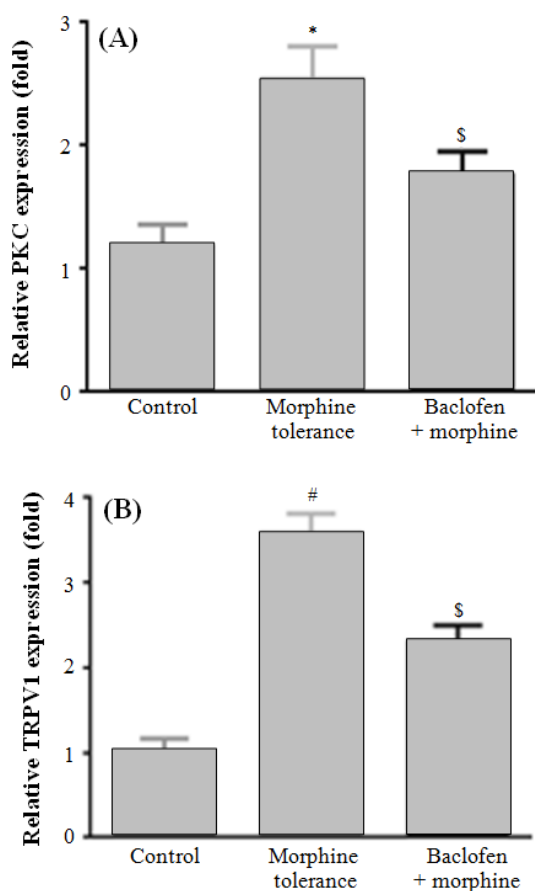 (A)
Relative PKC expression (fold)
3
2
1
0
*
$
Control
Morphine
tolerance
Baclofen
+ morphine
(B)
Relative TRPV1 expression (fold)
4
3
2
1
0
#
$
Control
Morphine
tolerance
Baclofen
+ morphine